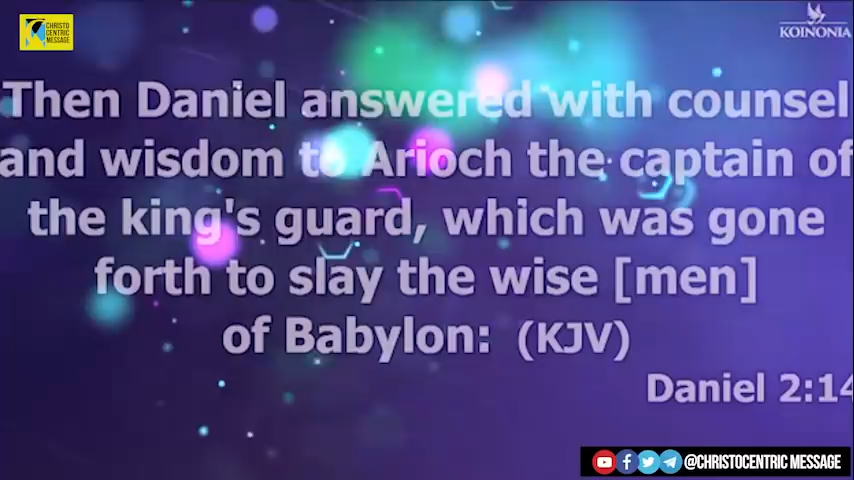 CHRISTO
CENTRIC
MESSAGE
KOINONIA
Then Daniel answered with counsel
and wisdom to Arioch the captain of
the king's guard, which was gone
forth to slay the wise [men]
of Babylon: (KJV)
Daniel 2:14
@CHRISTOCENTRIC MESSAGE